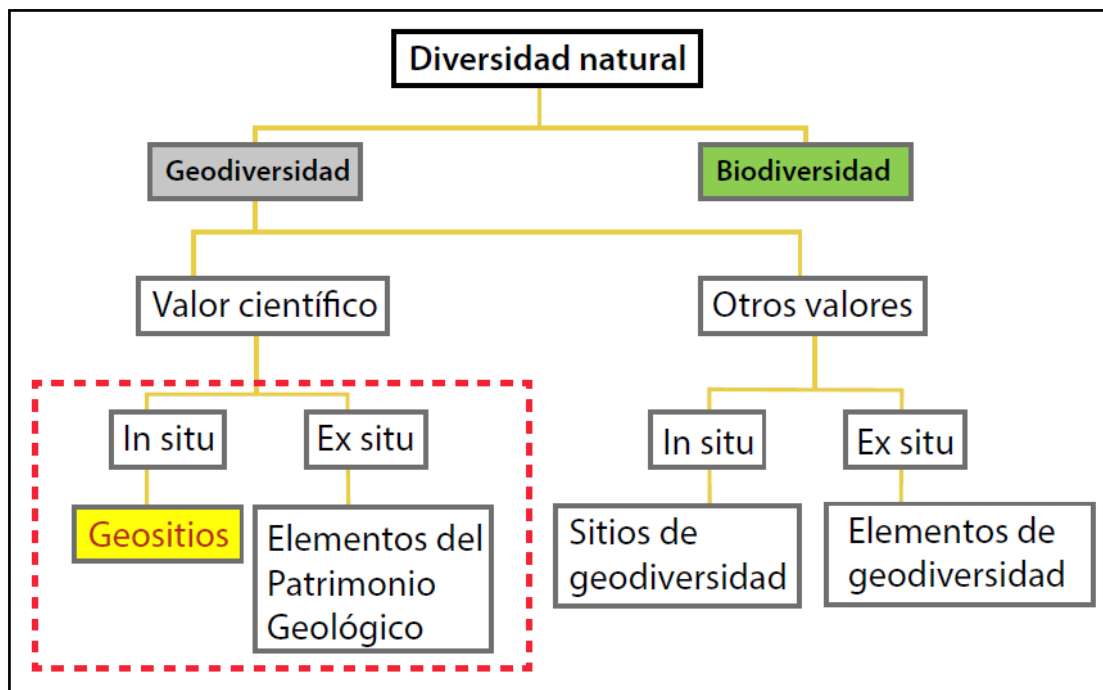 Diversidad natural
Geodiversidad
Biodiversidad
Valor científico
Otros valores
In situ
Ex situ
In situ
Ex situ
Geositios
Elementos del
Patrimonio
Geológico
Sitios de
geodiversidad
Elementos de
geodiversidad